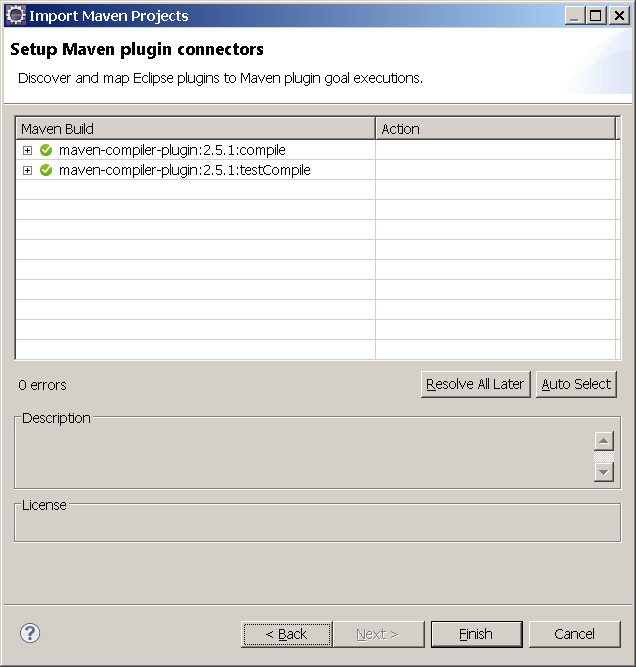 Import Maven Projects
Setup Maven plugin connectors
Discover and map Eclipse plugins to Maven plugin goal executions.
Maven Build Action
maven-compiler-plugin:2.5.1:compile
maven-compiler-plugin:2.5.1:testCompile
0 errors Resolve All Later Auto Select
Description
License
? < Back Next > Finish Cancel